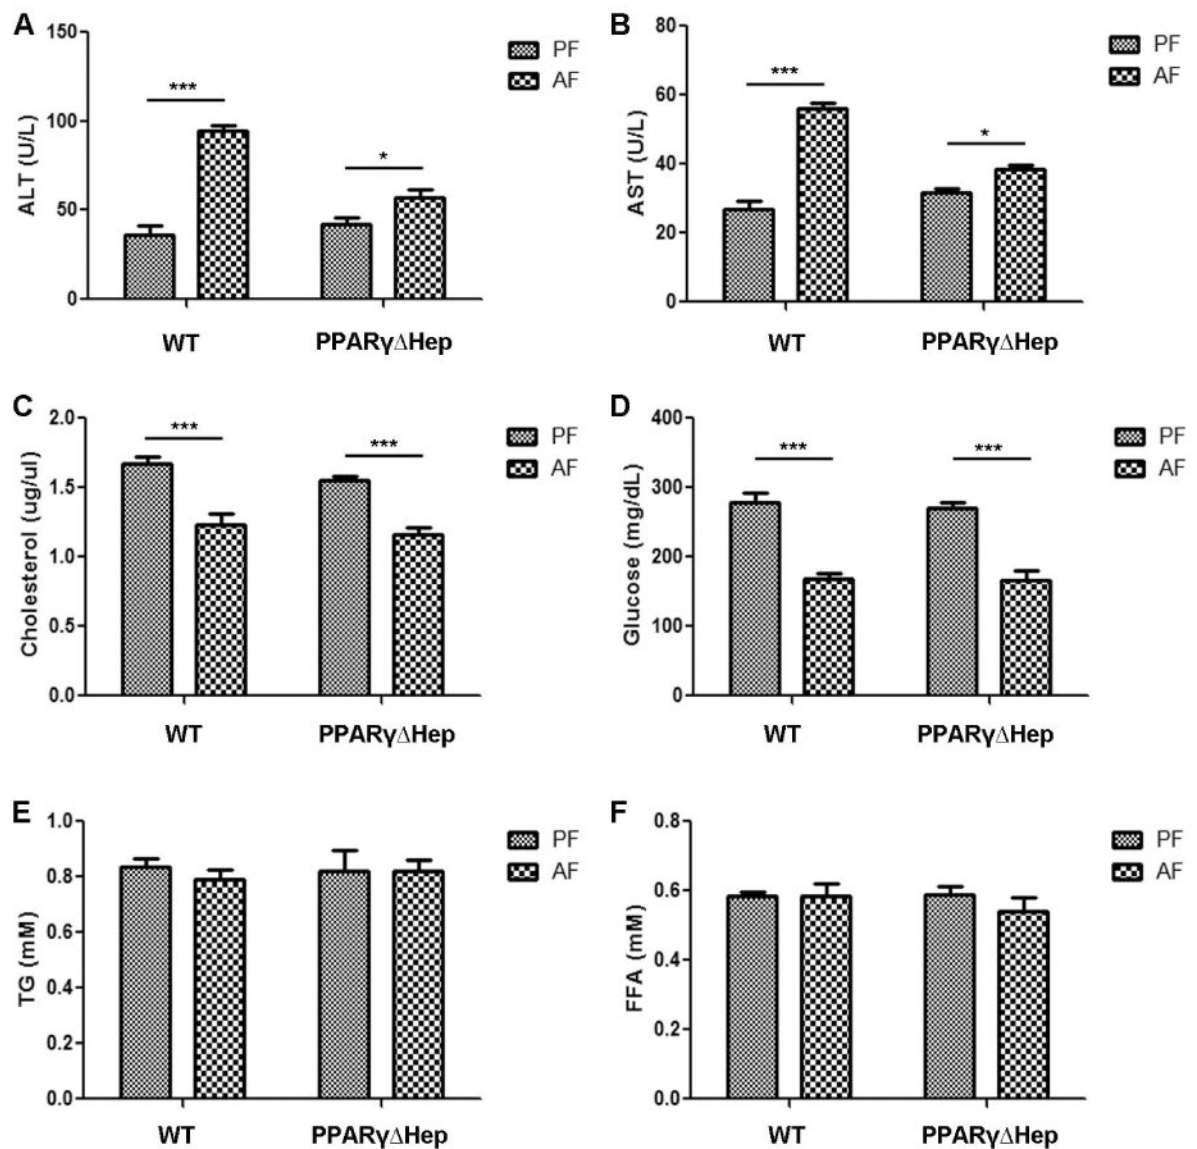 A
ALT (U/L)
150
100
50
0
***
*
PF
AF
WT
PPARγΔHep
B
AST (U/L)
80
60
40
20
0
***
*
PF
AF
WT
PPARγΔHep
C
Cholesterol (ug/ul)
2.0
1.5
1.0
0.5
0.0
***
***
PF
AF
WT
PPARγΔHep
D
Glucose (mg/dL)
400
300
200
100
0
***
***
PF
AF
WT
PPARγΔHep
E
TG (mM)
1.0
0.8
0.6
0.4
0.2
0.0
PF
AF
WT
PPARγΔHep
F
FFA (mM)
0.8
0.6
0.4
0.2
0.0
PF
AF
WT
PPARγΔHep